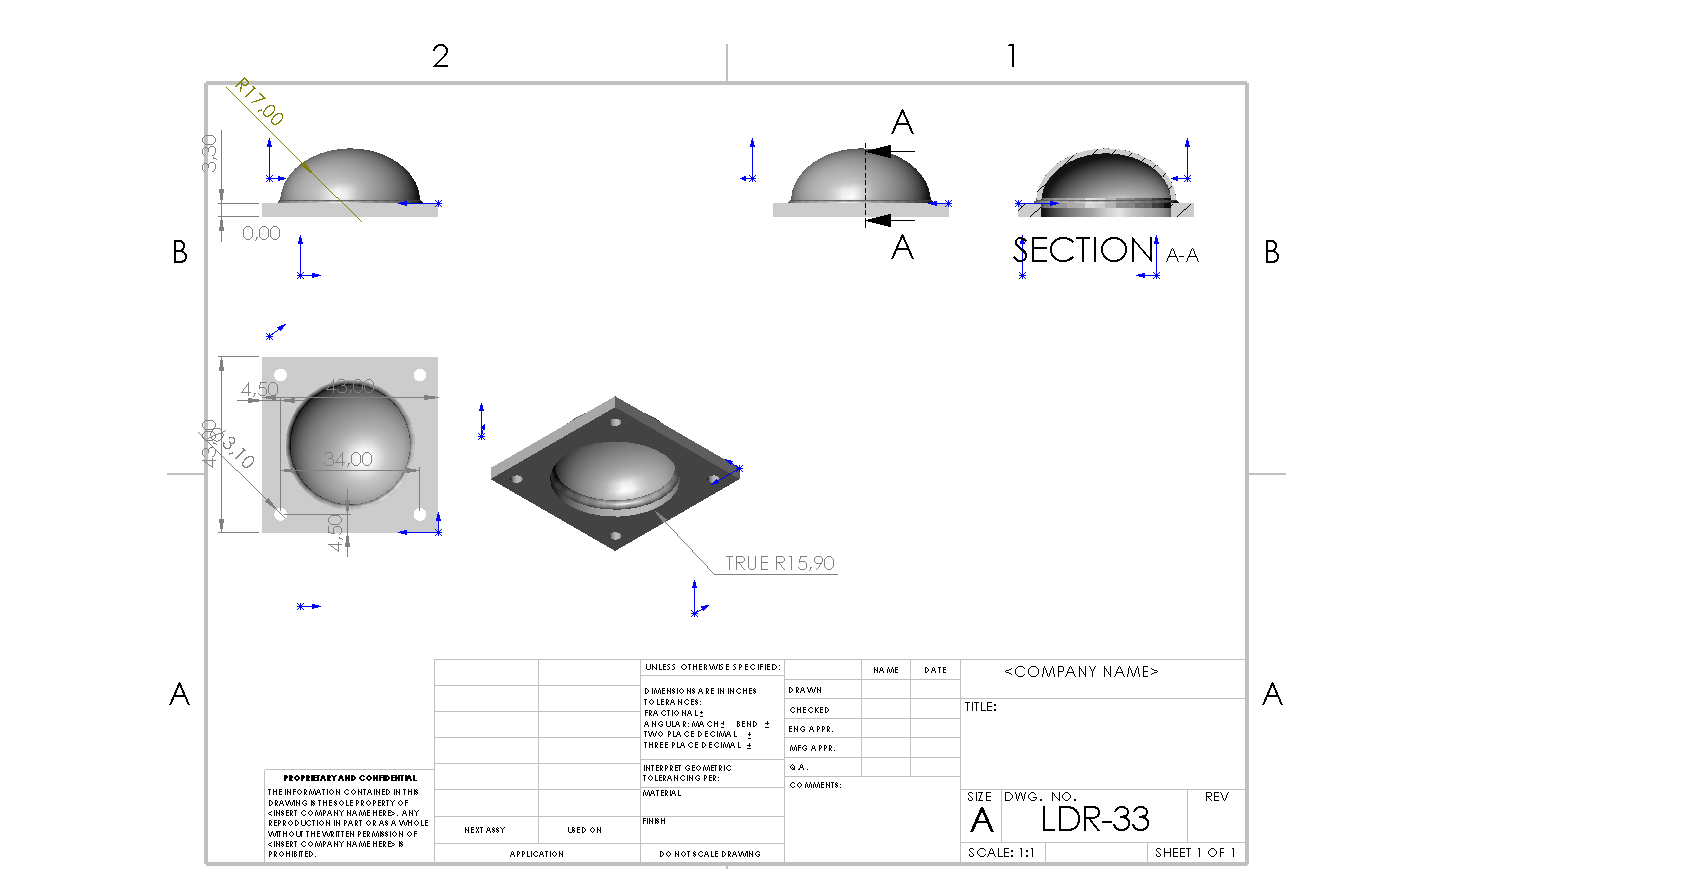 2
1
R17,00
3,30
0,00
A
A
SECTION A-A
B
B
4,50
43,00
43,00
3,10
34,00
4,50
TRUE R15,90
A
A
UNLESS OTHERWISE SPECIFIED:
DIMENSIONS ARE IN INCHES
TOLERANCES:
FRACTIONAL±
ANGULAR: MACH± BEND ±
TWO PLACE DECIMAL ±
THREE PLACE DECIMAL ±
INTERPRET GEOMETRIC
TOLERANCING PER:
MATERIAL
FINISH
DO NOT SCALE DRAWING
NAME DATE
DRAWN
CHECKED
ENG APPR.
MFG APPR.
Q.A.
COMMENTS:
<COMPANY NAME>
TITLE:
SIZE DWG. NO. REV
A LDR-33
SCALE: 1:1 SHEET 1 OF 1
PROPRIETARY AND CONFIDENTIAL
THE INFORMATION CONTAINED IN THIS
DRAWING IS THE SOLE PROPERTY OF
<INSERT COMPANY NAME HERE>. ANY
REPRODUCTION IN PART OR AS A WHOLE
WITHOUT THE WRITTEN PERMISSION OF
<INSERT COMPANY NAME HERE> IS
PROHIBITED.
NEXT ASSY USED ON
APPLICATION